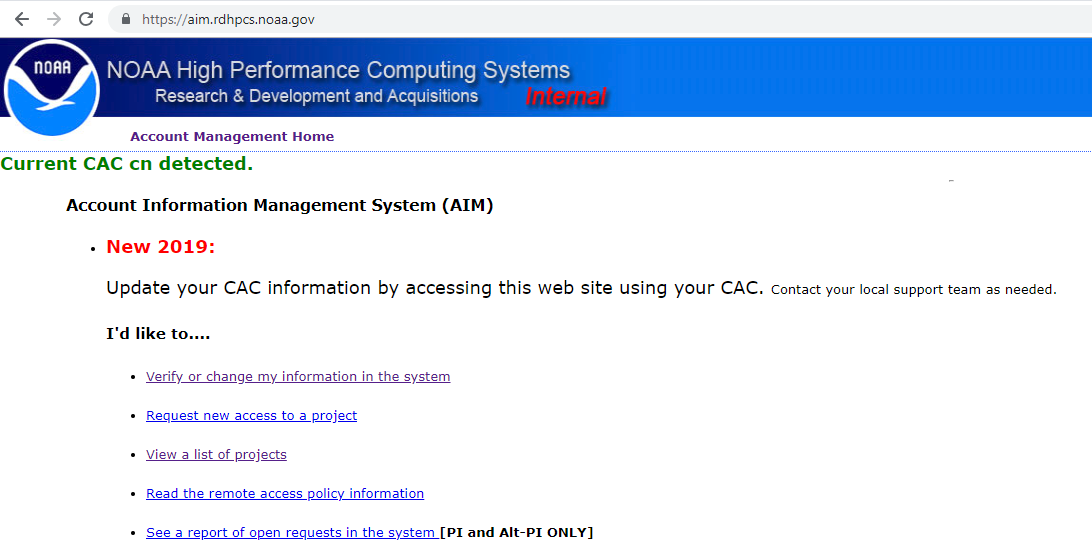 https://aim.rdhpcs.noaa.gov
NOAA
NOAA High Performance Computing Systems
Research & Development and Acquisitions Internal
Account Management Home
Current CAC cn detected.
Account Information Management System (AIM)
New 2019:
Update your CAC information by accessing this web site using your CAC. Contact your local support team as needed.
I'd like to....
Verify or change my information in the system
Request new access to a project
View a list of projects
Read the remote access policy information
See a report of open requests in the system [PI and Alt-PI ONLY]